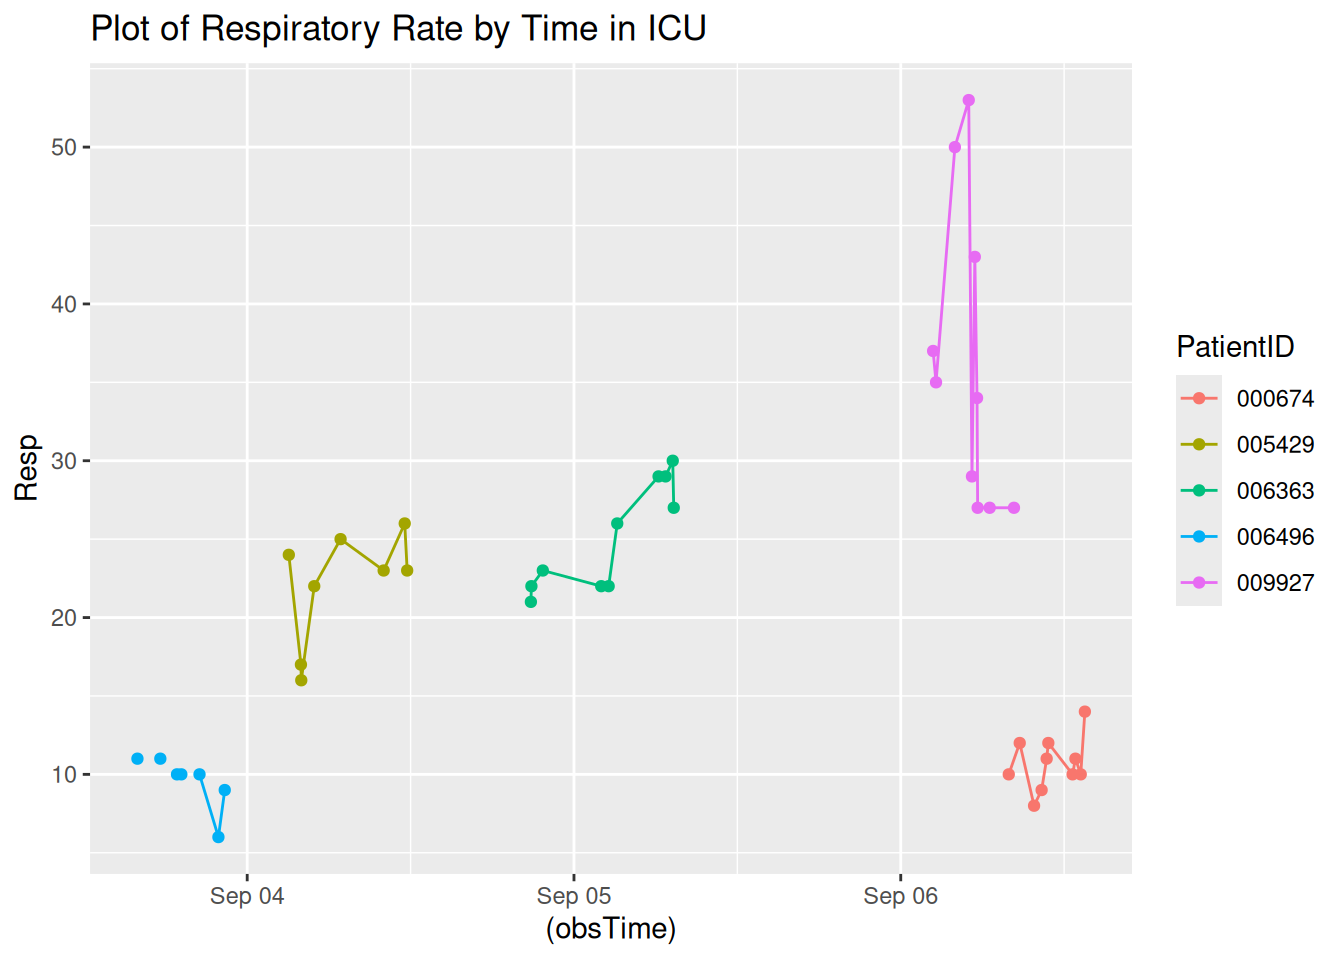 Plot of Respiratory Rate by Time in ICU
Resp
50
40
30
20
10
Sep 04
Sep 05
Sep 06
(obsTime)
PatientID
000674
005429
006363
006496
009927